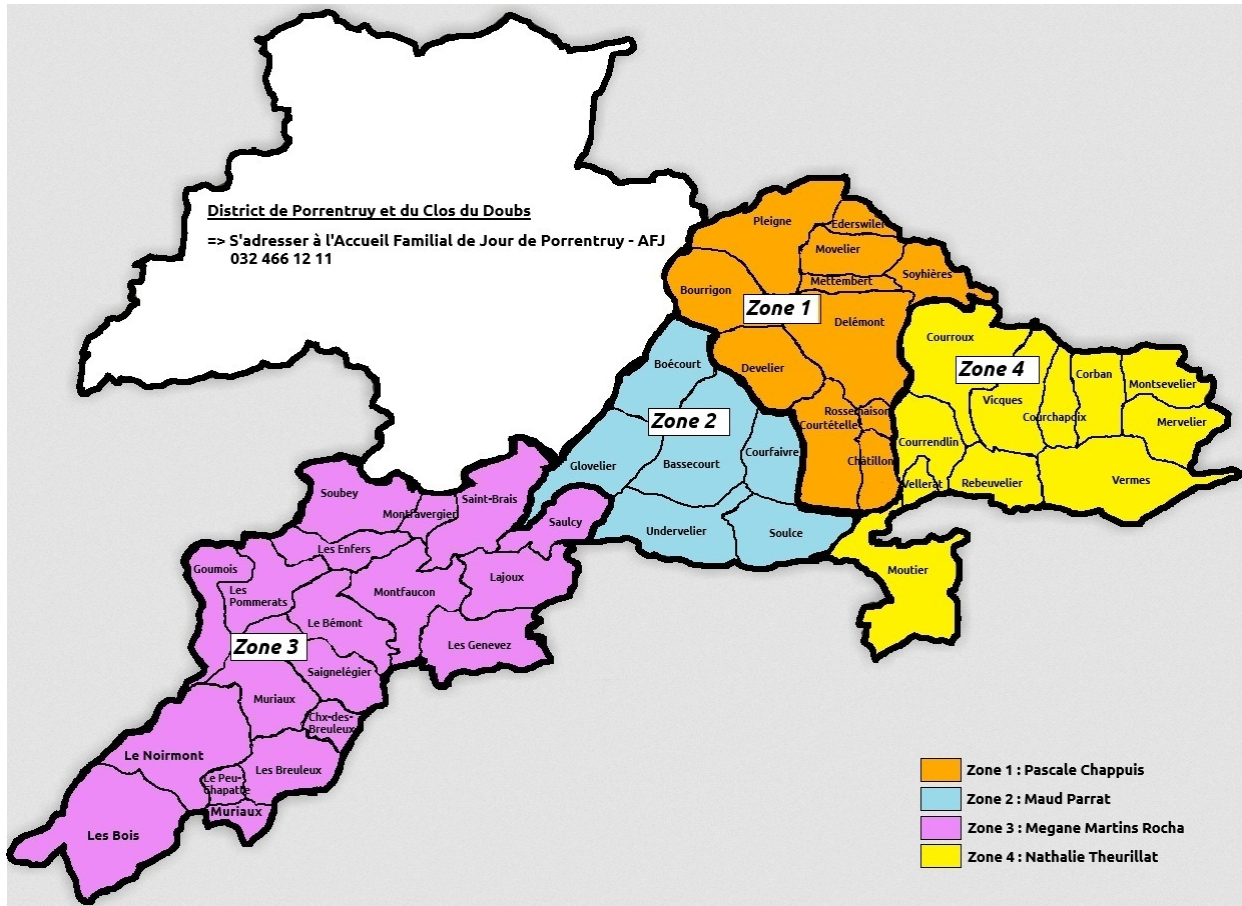 District de Porrentruy et du Clos du Doubs
=> S'adresser à l'Accueil Familial de Jour de Porrentruy - AFJ
032 466 12 11
Pleigne
Ederswiler
Movelier
Soyhières
Mettembert
Bourrigon
Zone 1
Delémont
Develier
Rossemaison
Courtételle
Châtillon
Boécourt
Zone 2
Courfaivre
Glovelier
Bassecourt
Undervelier
Soulce
Courroux
Zone 4
Corban
Montsevelier
Vicques
Courchapoix
Mervelier
Courrendlin
Vellerat
Rebeuvelier
Vermes
Moutier
Soubey
Saint-Brais
Montfavergier
Saulcy
Les Enfers
Goumois
Lajoux
Les
Pommerats
Montfaucon
Le Bémont
Zone 3
Les Genevez
Saignelégier
Muriaux
Chx-des-
Breuleux
Le Noirmont
Les Breuleux
Le Peu-
Chapatte
Muriaux
Les Bois
Zone 1 : Pascale Chappuis
Zone 2 : Maud Parrat
Zone 3 : Megane Martins Rocha
Zone 4 : Nathalie Theurillat